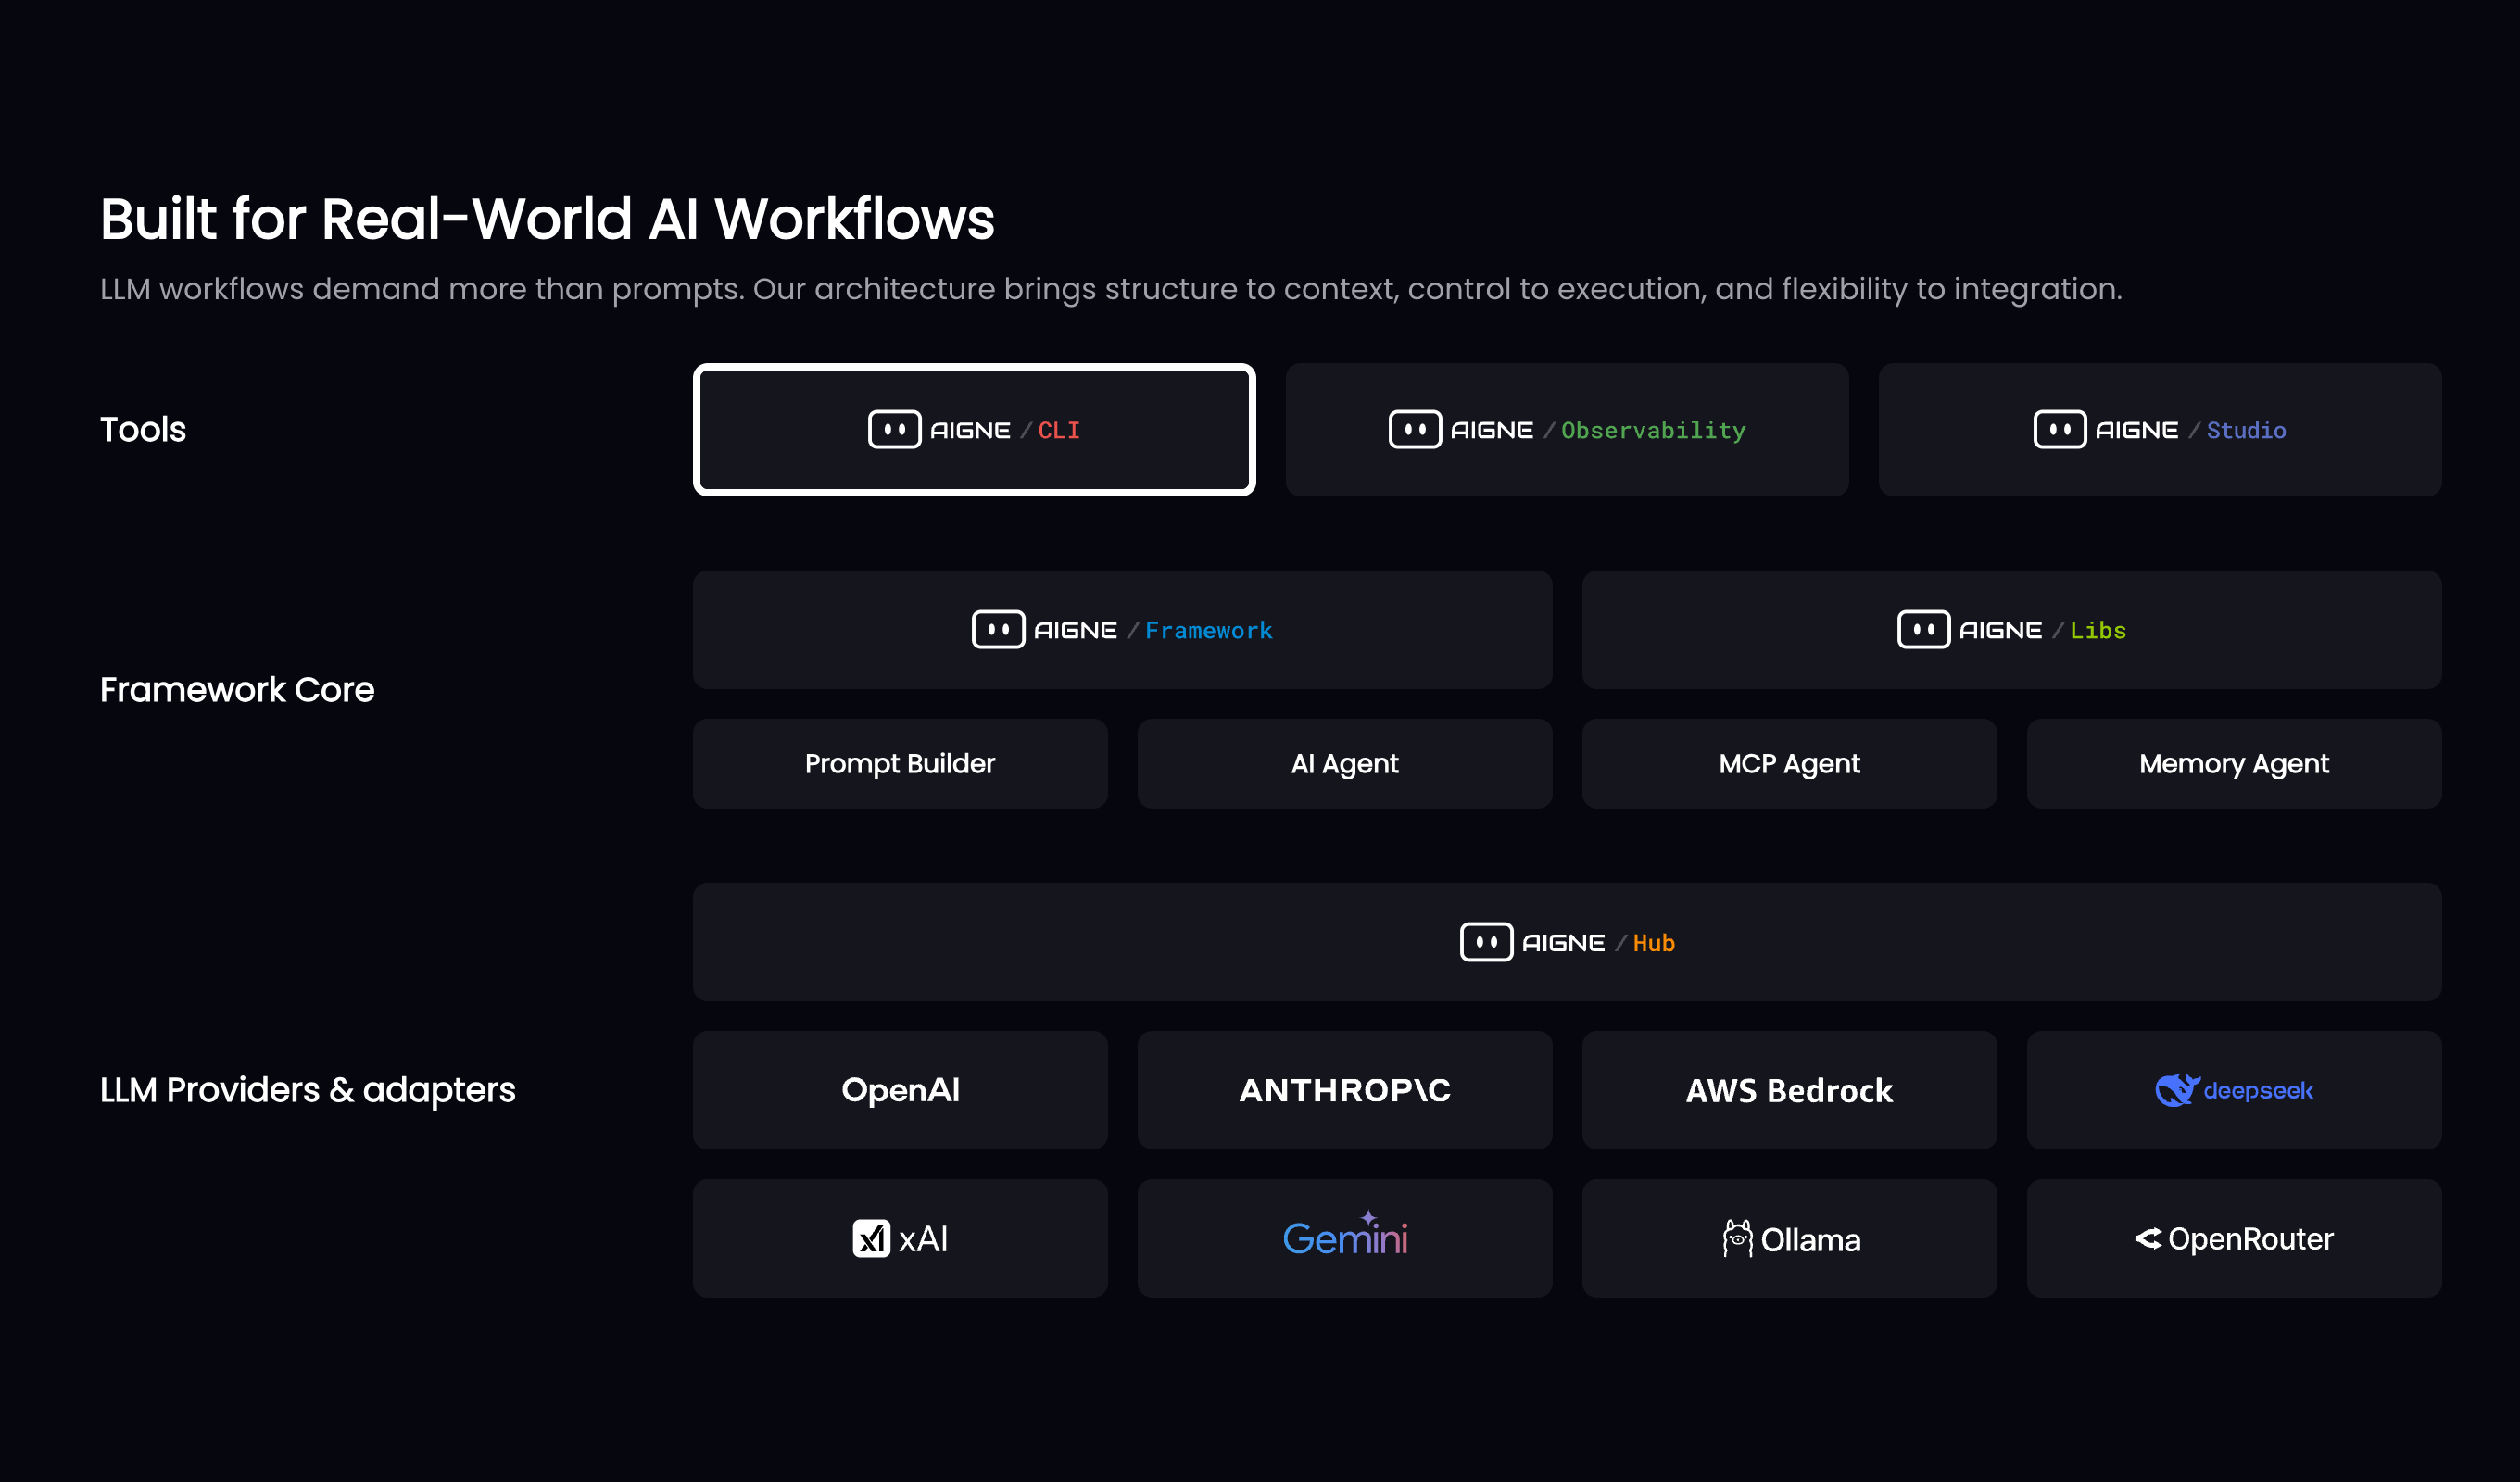 Built for Real-World AI Workflows
LLM workflows demand more than prompts. Our architecture brings structure to context, control to execution, and flexibility to integration.
Tools
AIGNE / CLI
AIGNE / Observability
AIGNE / Studio
Framework Core
AIGNE / Framework
AIGNE / Libs
Prompt Builder
AI Agent
MCP Agent
Memory Agent
LLM Providers & adapters
AIGNE / Hub
OpenAI
ANTHROP\C
AWS Bedrock
deepseek
xAI
Gemini
Ollama
OpenRouter